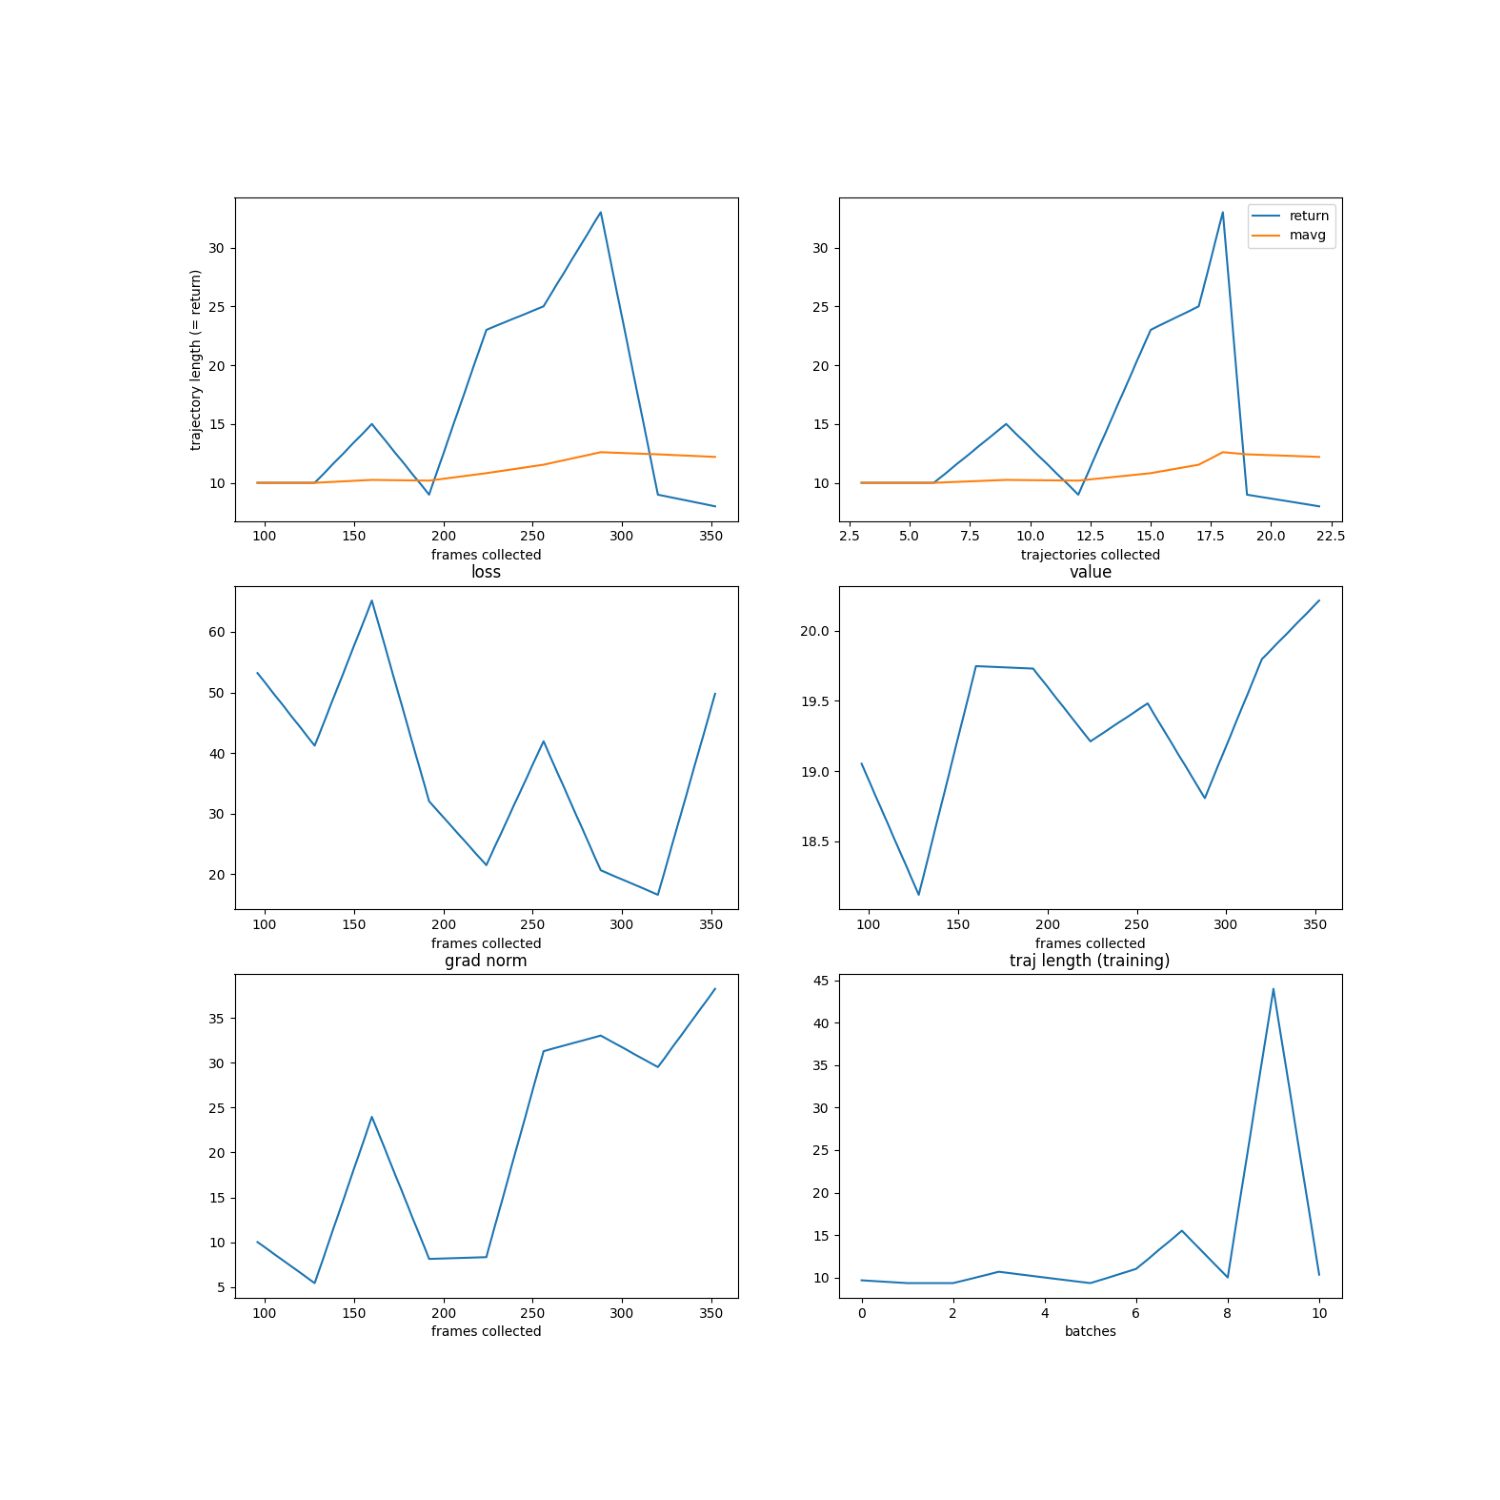 trajectory length (= return)
30
25
20
15
10
100 150 200 250 300 350
frames collected
return
mavg
30
25
20
15
10
2.5 5.0 7.5 10.0 12.5 15.0 17.5 20.0 22.5
trajectories collected
loss
60
50
40
30
20
100 150 200 250 300 350
frames collected
value
20.0
19.5
19.0
18.5
100 150 200 250 300 350
frames collected
grad norm
35
30
25
20
15
10
5
100 150 200 250 300 350
frames collected
traj length (training)
45
40
35
30
25
20
15
10
0 2 4 6 8 10
batches